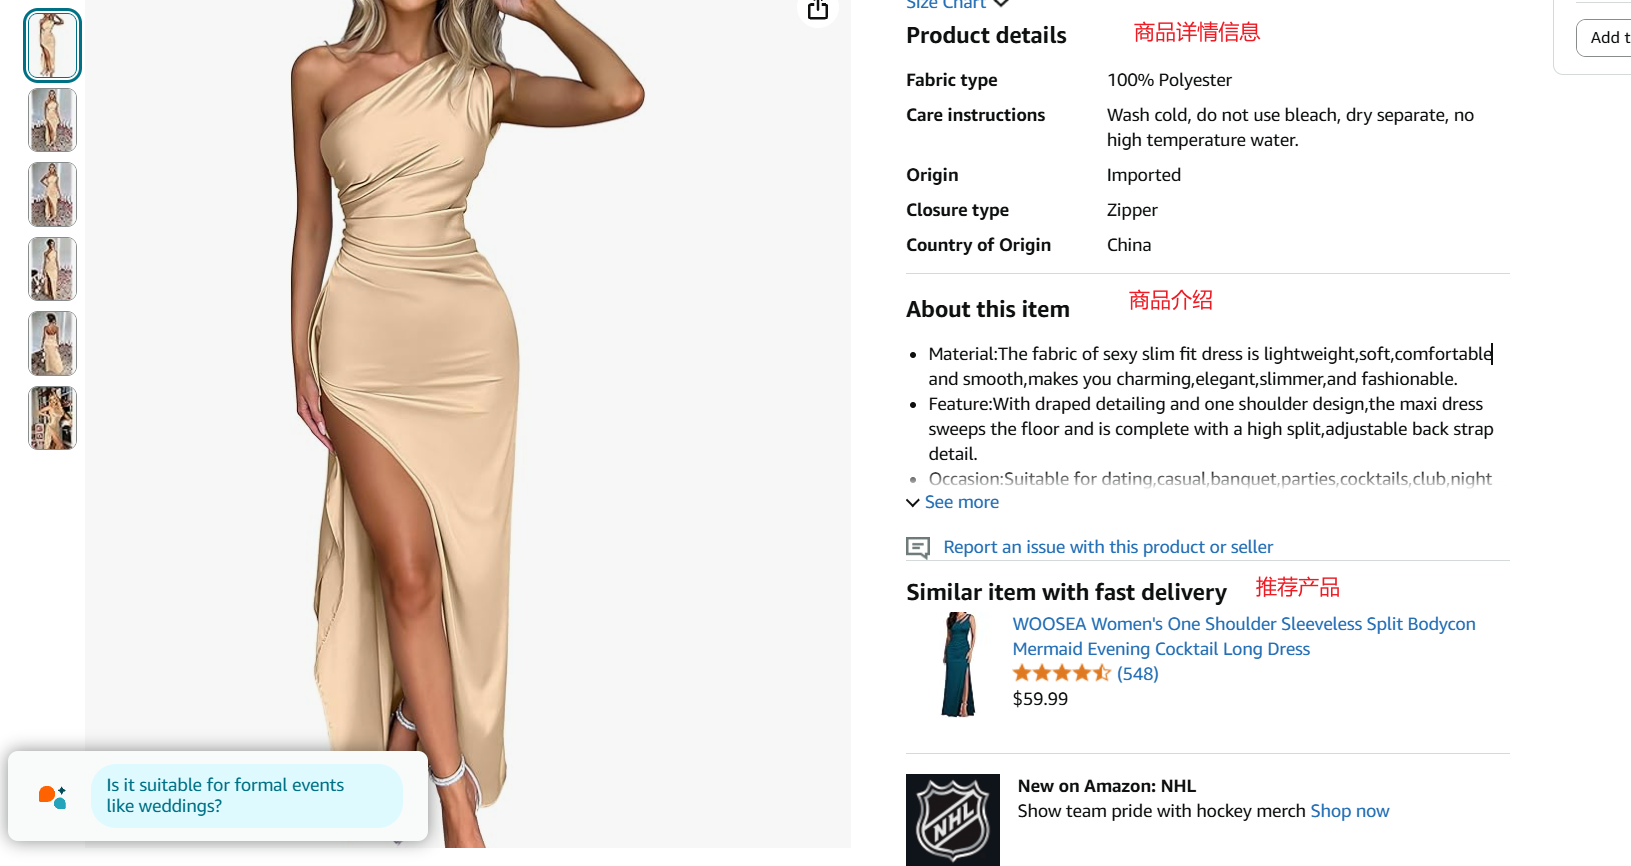 Size Chart
Product details
商品详情信息
Fabric type 100% Polyester
Care instructions Wash cold, do not use bleach, dry separate, no
high temperature water.
Origin Imported
Closure type Zipper
Country of Origin China
About this item
商品介绍
Material:The fabric of sexy slim fit dress is lightweight,soft,comfortable
and smooth,makes you charming,elegant,slimmer,and fashionable.
Feature:With draped detailing and one shoulder design,the maxi dress
sweeps the floor and is complete with a high split,adjustable back strap
detail.
Occasion:Suitable for dating,casual,banquet,parties,cocktails,club,night
See more
Report an issue with this product or seller
Similar item with fast delivery
推荐产品
WOOSEA Women's One Shoulder Sleeveless Split Bodycon
Mermaid Evening Cocktail Long Dress
(548)
$59.99
NHL
New on Amazon: NHL
Show team pride with hockey merch Shop now
Is it suitable for formal events
like weddings?
Add t